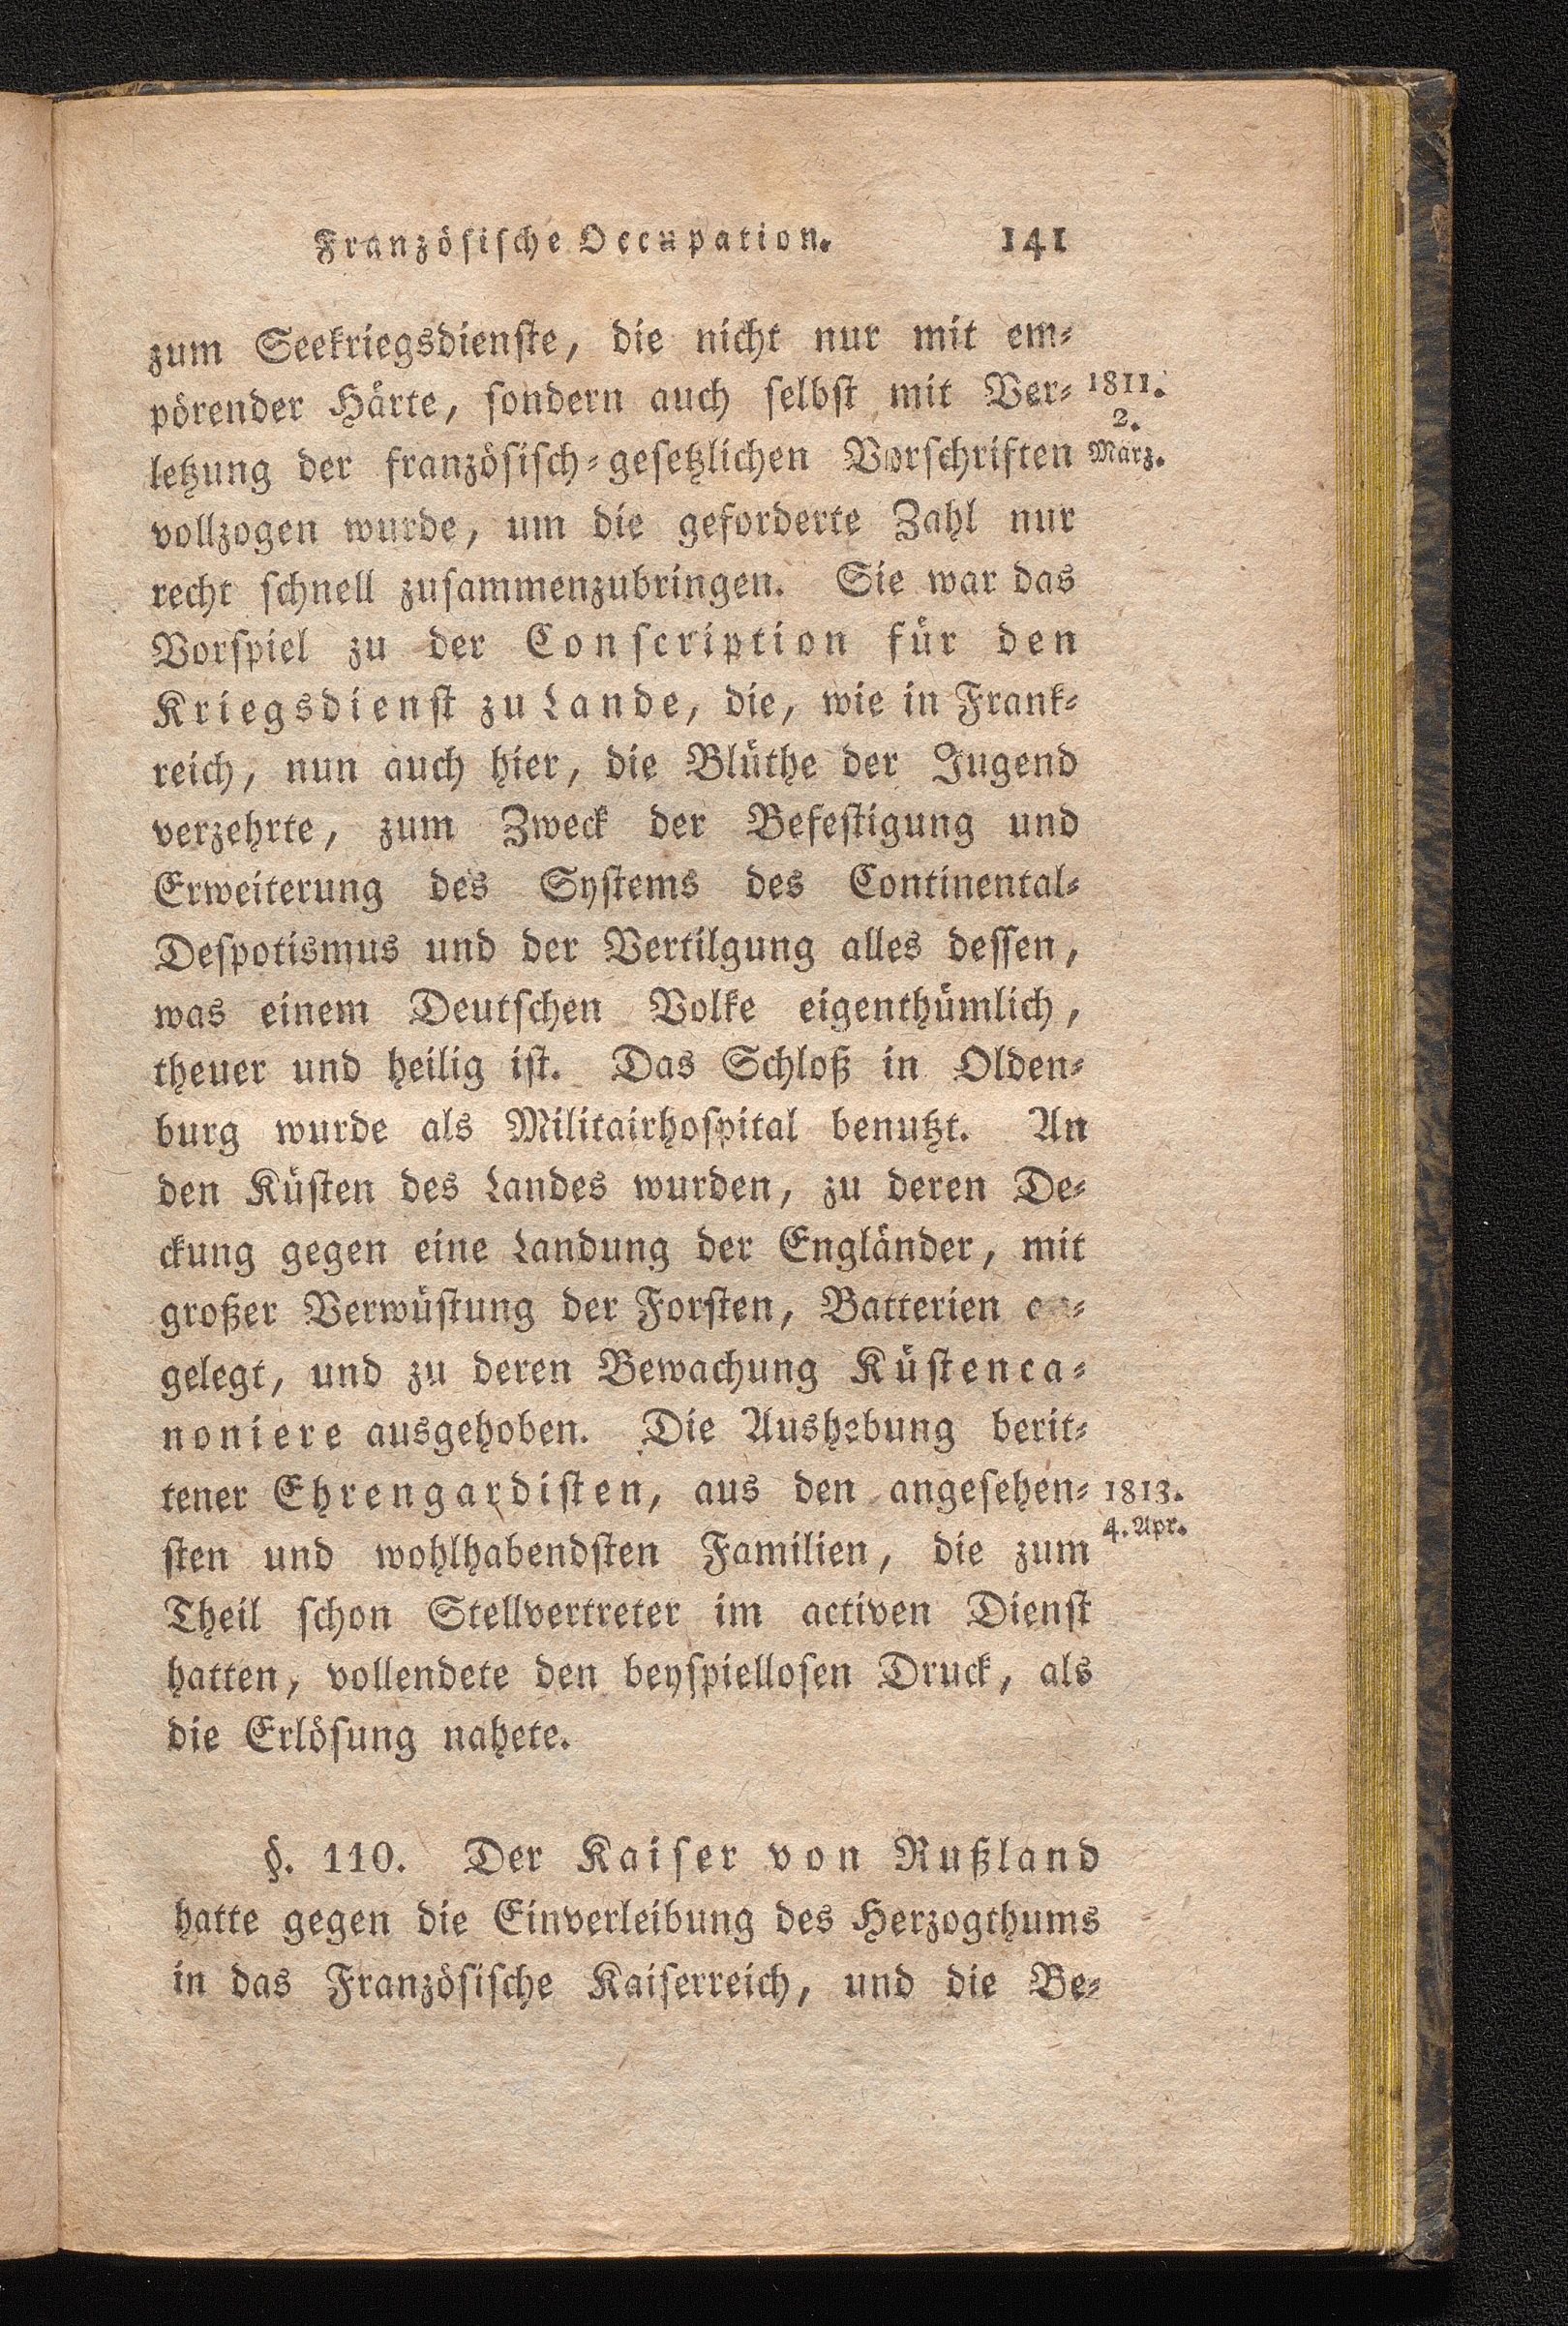 Französische Occupation. 141
zum Seekriegsdienste, die nicht nur mit em-
pörender Härte, sondern auch selbst mit Ver- 1811.
2.
letzung der französisch-gesetzlichen Vorschriften März.
vollzogen wurde, um die geforderte Zahl nur
recht schnell zusammenzubringen. Sie war das
Vorspiel zu der Conscription für den
Kriegsdienst zu Lande, die, wie in Frank-
reich, nun auch hier, die Blüthe der Jugend
verzehrte, zum Zweck der Befestigung und
Erweiterung des Systems des Continental-
Despotismus und der Vertilgung alles dessen,
was einem Deutschen Volke eigenthümlich,
theuer und heilig ist. Das Schloß in Olden-
burg wurde als Militairhospital benutzt. An
den Küsten des Landes wurden, zu deren De-
ckung gegen eine Landung der Engländer, mit
großer Verwüstung der Forsten, Batterien an-
gelegt, und zu deren Bewachung Küstenca-
noniere ausgehoben. Die Aushebung berit-
tener Ehrengardisten, aus den angesehen- 1813.
4. Apr.
sten und wohlhabendsten Familien, die zum
Theil schon Stellvertreter im activen Dienst
hatten, vollendete den beyspiellosen Druck, als
die Erlösung nahete.
§. 110. Der Kaiser von Rußland
hatte gegen die Einverleibung des Herzogthums
in das Französische Kaiserreich, und die Be-